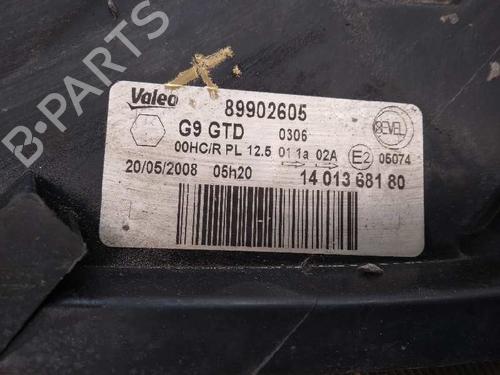 B-PARTS
Valeo 89902605
G9 GTD 0306 BEVEL
00HC/R PL 12.5 01 1a 02A E2 05074
20/05/2008 05h20 14 013 681 80